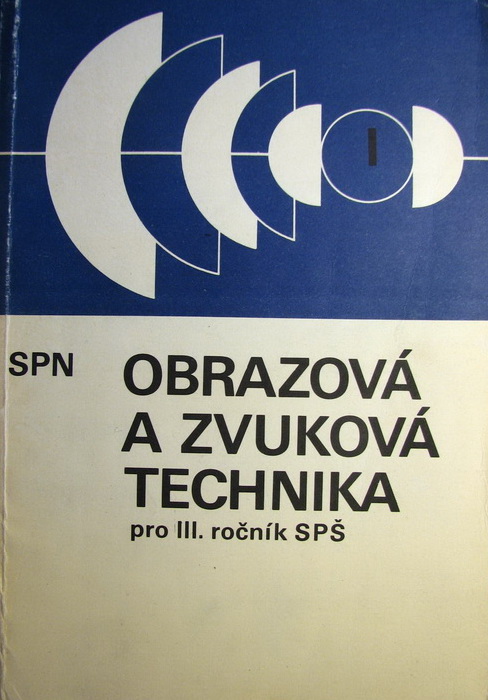 I
SPN
OBRAZOVÁ
A ZVUKOVÁ
TECHNIKA
pro III. ročník SPŠ